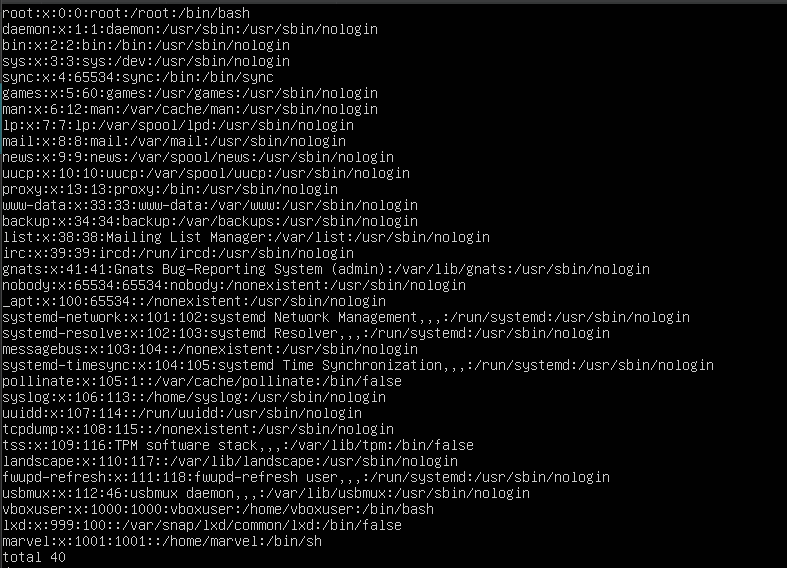 root:x:0:0:root:/root:/bin/bash
daemon:x:1:1:daemon:/usr/sbin:/usr/sbin/nologin
bin:x:2:2:bin:/bin:/usr/sbin/nologin
sys:x:3:3:sys:/dev:/usr/sbin/nologin
sync:x:4:65534:sync:/bin:/bin/sync
games:x:5:60:games:/usr/games:/usr/sbin/nologin
man:x:6:12:man:/var/cache/man:/usr/sbin/nologin
lp:x:7:7:lp:/var/spool/lpd:/usr/sbin/nologin
mail:x:8:8:mail:/var/mail:/usr/sbin/nologin
news:x:9:9:news:/var/spool/news:/usr/sbin/nologin
uucp:x:10:10:uucp:/var/spool/uucp:/usr/sbin/nologin
proxy:x:13:13:proxy:/bin:/usr/sbin/nologin
www-data:x:33:33:www-data:/var/www:/usr/sbin/nologin
backup:x:34:34:backup:/var/backups:/usr/sbin/nologin
list:x:38:38:Mailing List Manager:/var/list:/usr/sbin/nologin
irc:x:39:39:ircd:/run/ircd:/usr/sbin/nologin
gnats:x:41:41:Gnats Bug-Reporting System (admin):/var/lib/gnats:/usr/sbin/nologin
nobody:x:65534:65534:nobody:/nonexistent:/usr/sbin/nologin
_apt:x:100:65534::/nonexistent:/usr/sbin/nologin
systemd-network:x:101:102:systemd Network Management,,,:/run/systemd:/usr/sbin/nologin
systemd-resolve:x:102:103:systemd Resolver,,,:/run/systemd:/usr/sbin/nologin
messagebus:x:103:104::/nonexistent:/usr/sbin/nologin
systemd-timesync:x:104:105:systemd Time Synchronization,,,:/run/systemd:/usr/sbin/nologin
pollinate:x:105:1::/var/cache/pollinate:/bin/false
syslog:x:106:113::/home/syslog:/usr/sbin/nologin
uuidd:x:107:114::/run/uuidd:/usr/sbin/nologin
tcpdump:x:108:115::/nonexistent:/usr/sbin/nologin
tss:x:109:116:TPM software stack,,,:/var/lib/tpm:/bin/false
landscape:x:110:117::/var/lib/landscape:/usr/sbin/nologin
fwupd-refresh:x:111:118:fwupd-refresh user,,,:/run/systemd:/usr/sbin/nologin
usbmux:x:112:46:usbmux daemon,,,:/var/lib/usbmux:/usr/sbin/nologin
vboxuser:x:1000:1000:vboxuser:/home/vboxuser:/bin/bash
lxd:x:999:100::/var/snap/lxd/common/lxd:/bin/false
marvel:x:1001:1001::/home/marvel:/bin/sh
total 40